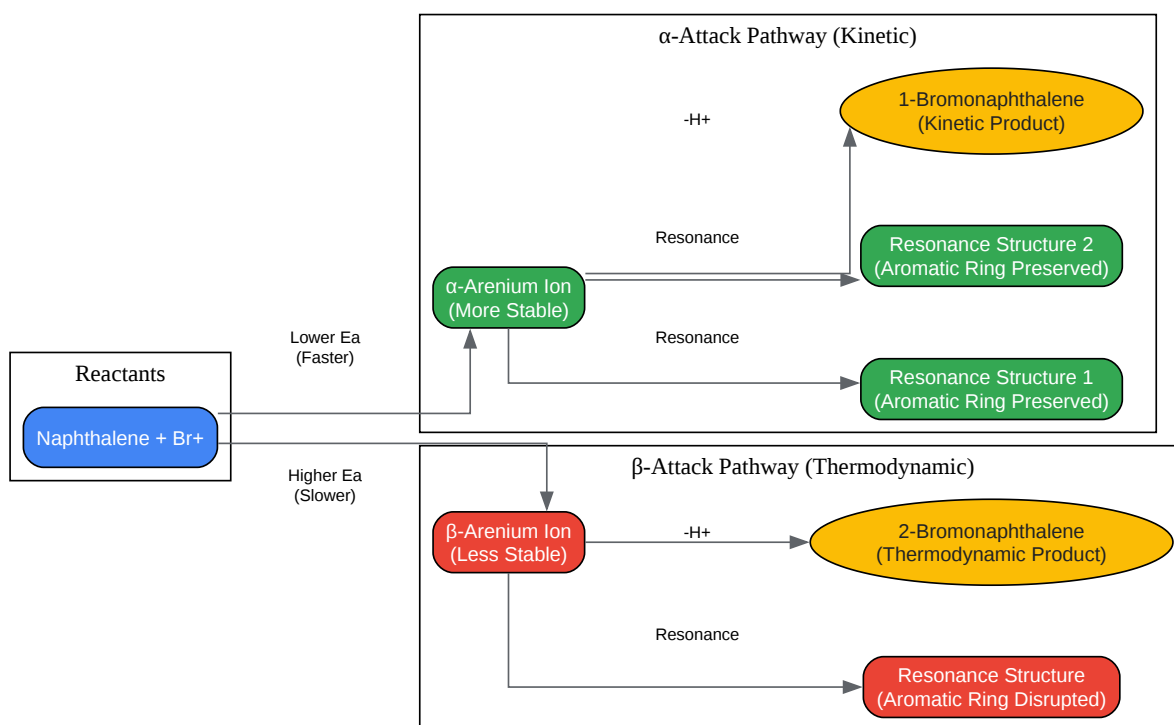 α-Attack Pathway (Kinetic)
1-Bromonaphthalene
(Kinetic Product)
-H+
Resonance
Resonance Structure 2
(Aromatic Ring Preserved)
α-Arenium Ion
(More Stable)
Lower Ea
(Faster)
Resonance
Resonance Structure 1
(Aromatic Ring Preserved)
Reactants
Naphthalene + Br+
Higher Ea
(Slower)
β-Attack Pathway (Thermodynamic)
β-Arenium Ion
(Less Stable)
-H+
2-Bromonaphthalene
(Thermodynamic Product)
Resonance
Resonance Structure
(Aromatic Ring Disrupted)